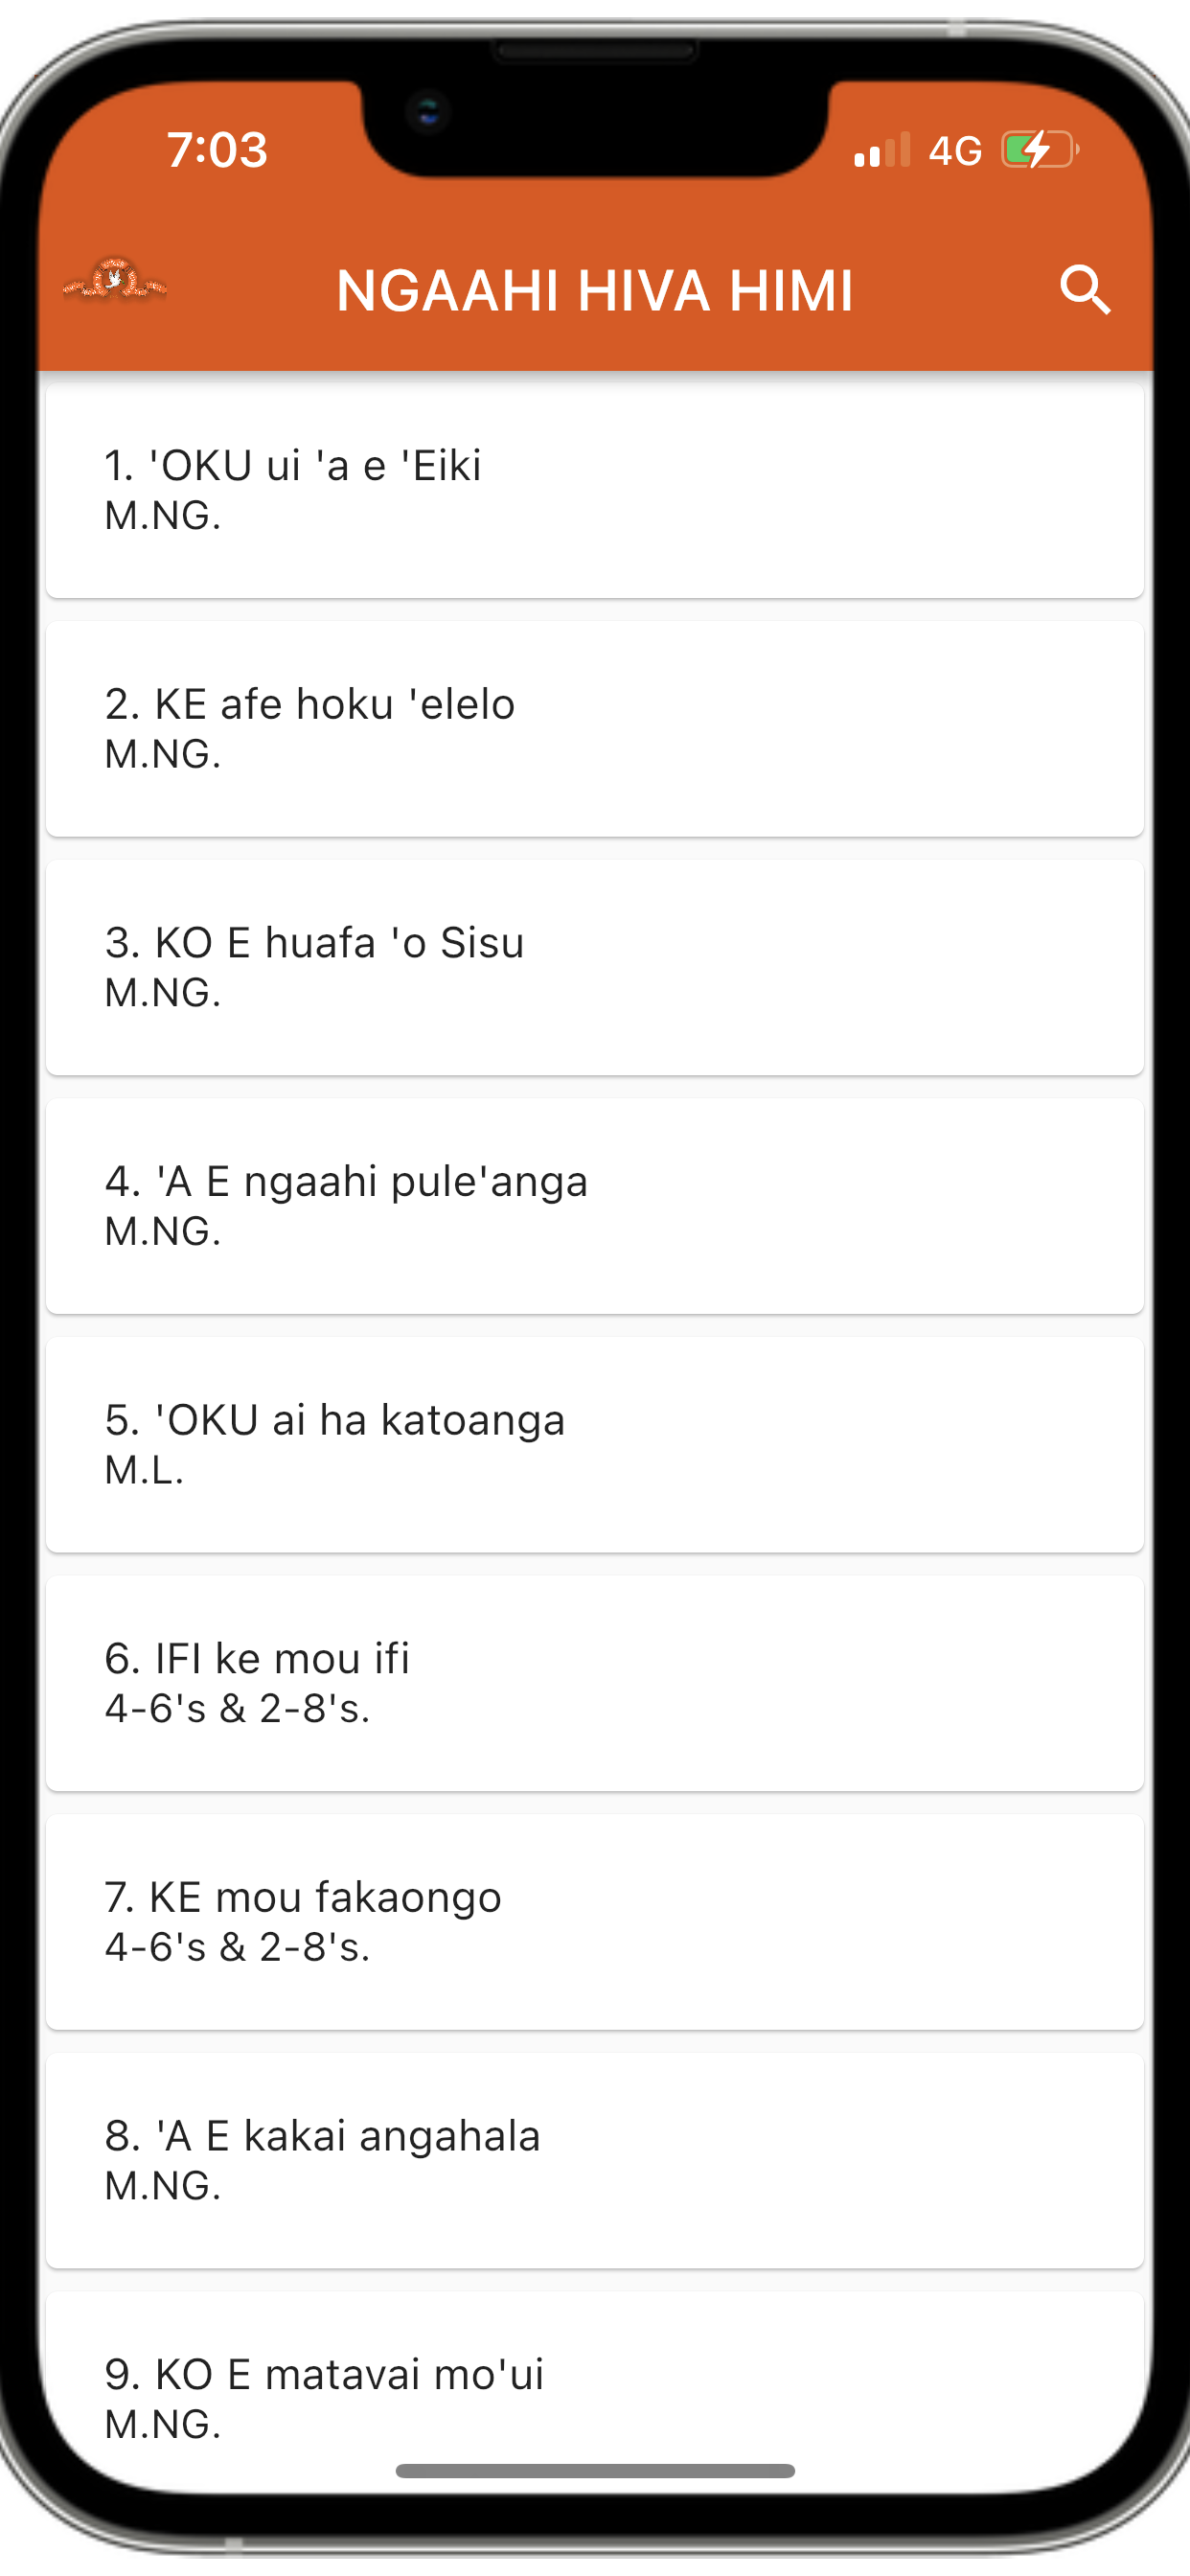 7:03
4G
NGAAHI HIVA HIMI
1. 'OKU ui 'a e 'Eiki
M.NG.
2. KE afe hoku 'elelo
M.NG.
3. KO E huafa 'o Sisu
M.NG.
4. 'A E ngaahi pule'anga
M.NG.
5. 'OKU ai ha katoanga
M.L.
6. IFI ke mou ifi
4-6's & 2-8's.
7. KE mou fakaongo
4-6's & 2-8's.
8. 'A E kakai angahala
M.NG.
9. KO E matavai mo'ui
M.NG.